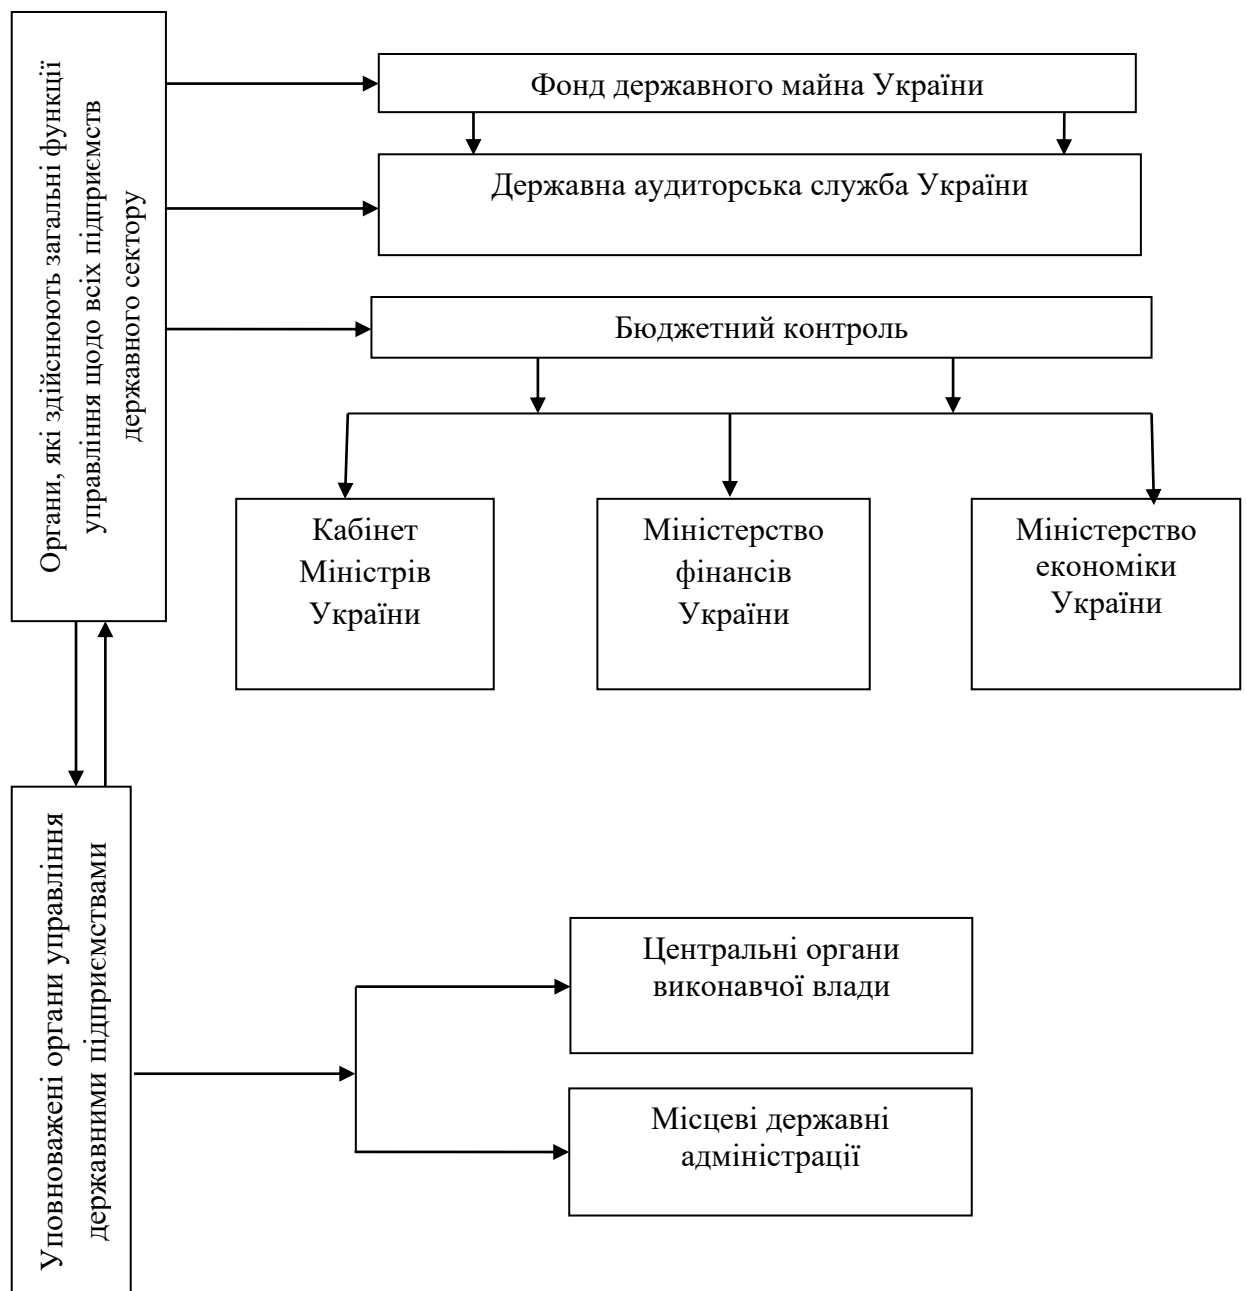 Органи, які здійснюють загальні функції
управління щодо всіх підприємств
державного сектору
Фонд державного майна України
Державна аудиторська служба України
Бюджетний контроль
Кабінет
Міністрів
України
Міністерство
фінансів
України
Міністерство
економіки
України
Уповноважені органи управління
державними підприємствами
Центральні органи
виконавчої влади
Місцеві державні
адміністрації